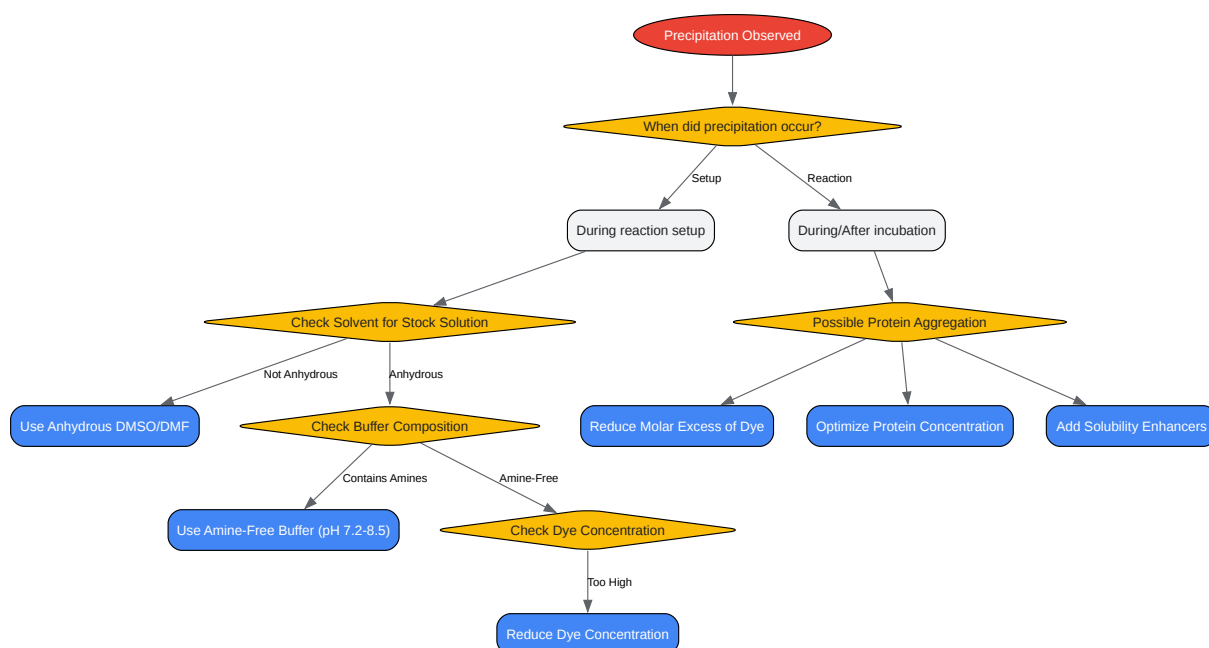 Precipitation Observed
When did precipitation occur?
Setup
Reaction
During reaction setup
During/After incubation
Check Solvent for Stock Solution
Possible Protein Aggregation
Not Anhydrous
Anhydrous
Use Anhydrous DMSO/DMF
Check Buffer Composition
Reduce Molar Excess of Dye
Optimize Protein Concentration
Add Solubility Enhancers
Contains Amines
Amine-Free
Use Amine-Free Buffer (pH 7.2-8.5)
Check Dye Concentration
Too High
Reduce Dye Concentration